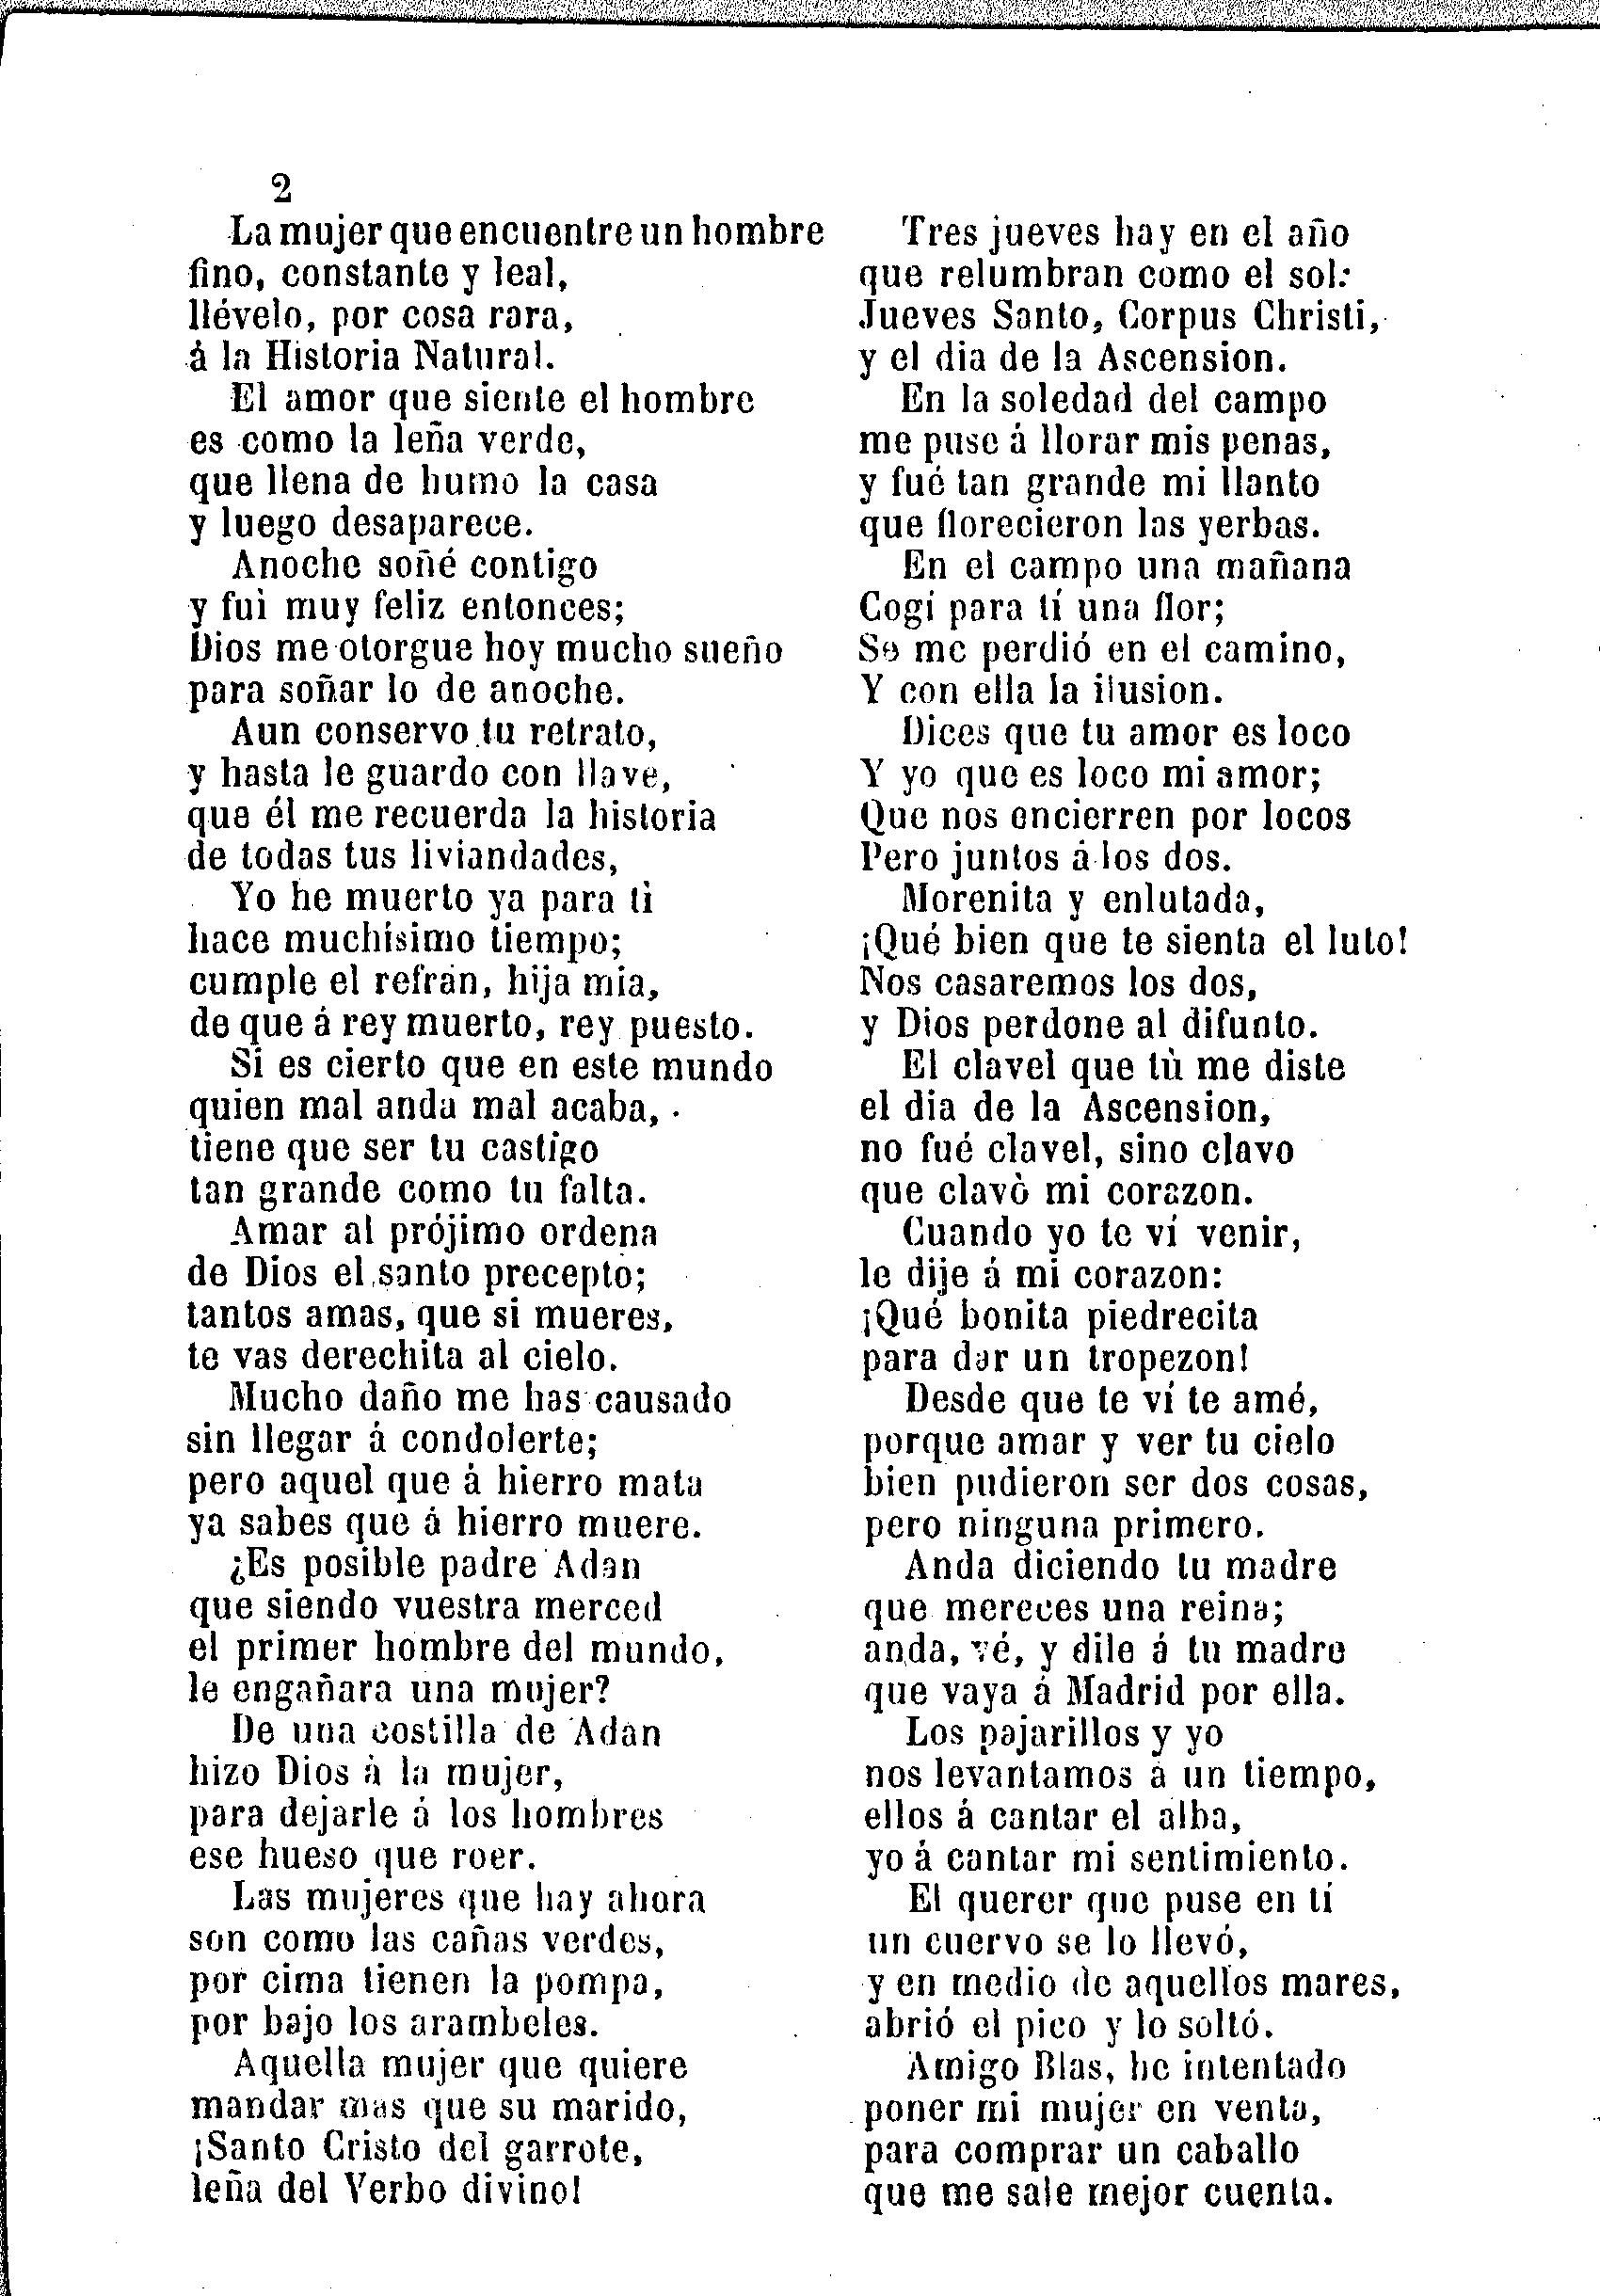 2
La mujer que encuentre un hombre
fino, constante y leal,
llévelo, por cosa rara,
á la Historia Natural.
El amor que siente el hombre
es como la leña verde,
que llena de humo la casa
y luego desaparece.
Anoche soñé contigo
y fui muy feliz entonces;
Dios me otorgue hoy mucho sueño
para soñar lo de anoche.
Aun conservo tu retrato,
y hasta le guardo con llave,
que él me recuerda la historia
de todas tus liviandades,
Yo he muerto ya para ti
hace muchísimo tiempo;
cumple el refrán, hija mia,
de que á rey muerto, rey puesto.
Si es cierto que en este mundo
quien mal anda mal acaba,
tiene que ser tu castigo
tan grande como tu falta.
Amar al prójimo ordena
de Dios el santo precepto;
tantos amas, que si mueres,
te vas derechita al cielo.
Mucho daño me has causado
sin llegar á condolerte;
pero aquel que á hierro mata
ya sabes que á hierro muere.
¿Es posible padre Adan
que siendo vuestra merced
el primer hombre del mundo,
le engañara una mujer?
De una costilla de Adan
hizo Dios á la mujer,
para dejarle á los hombres
ese hueso que roer.
Las mujeres que hay ahora
son como las cañas verdes,
por cima tienen la pompa,
por bajo los arambeles.
Aquella mujer que quiere
mandar mas que su marido,
¡Santo Cristo del garrote,
leña del Verbo divino!
Tres jueves hay en el año
que relumbran como el sol:
Jueves Santo, Corpus Christi,
y el dia de la Ascension.
En la soledad del campo
me puse á llorar mis penas,
y fué tan grande mi llanto
que florecieron las yerbas.
En el campo una mañana
Cogí para tí una flor;
Se me perdió en el camino,
Y con ella la ilusion.
Dices que tu amor es loco
Y yo que es loco mi amor;
Que nos encierren por locos
Pero juntos á los dos.
Morenita y enlutada,
¡Qué bien que te sienta el luto!
Nos casaremos los dos,
y Dios perdone al difunto.
El clavel que tù me diste
el dia de la Ascension,
no fué clavel, sino clavo
que clavò mi corazon.
Cuando yo te ví venir,
le dije á mi corazon:
¡Qué bonita piedrecita
para dar un tropezon!
Desde que te ví te amé,
porque amar y ver tu cielo
bien pudieron ser dos cosas,
pero ninguna primero.
Anda diciendo tu madre
que mereces una reina;
anda, vé, y dile á tu madre
que vaya á Madrid por ella.
Los pajarillos y yo
nos levantamos á un tiempo,
ellos á cantar el alba,
yo á cantar mi sentimiento.
El querer que puse en tí
un cuervo se lo llevó,
y en medio de aquellos mares,
abrió el pico y lo soltó.
Amigo Blas, he intentado
poner mi mujer en venta,
para comprar un caballo
que me sale mejor cuenta.